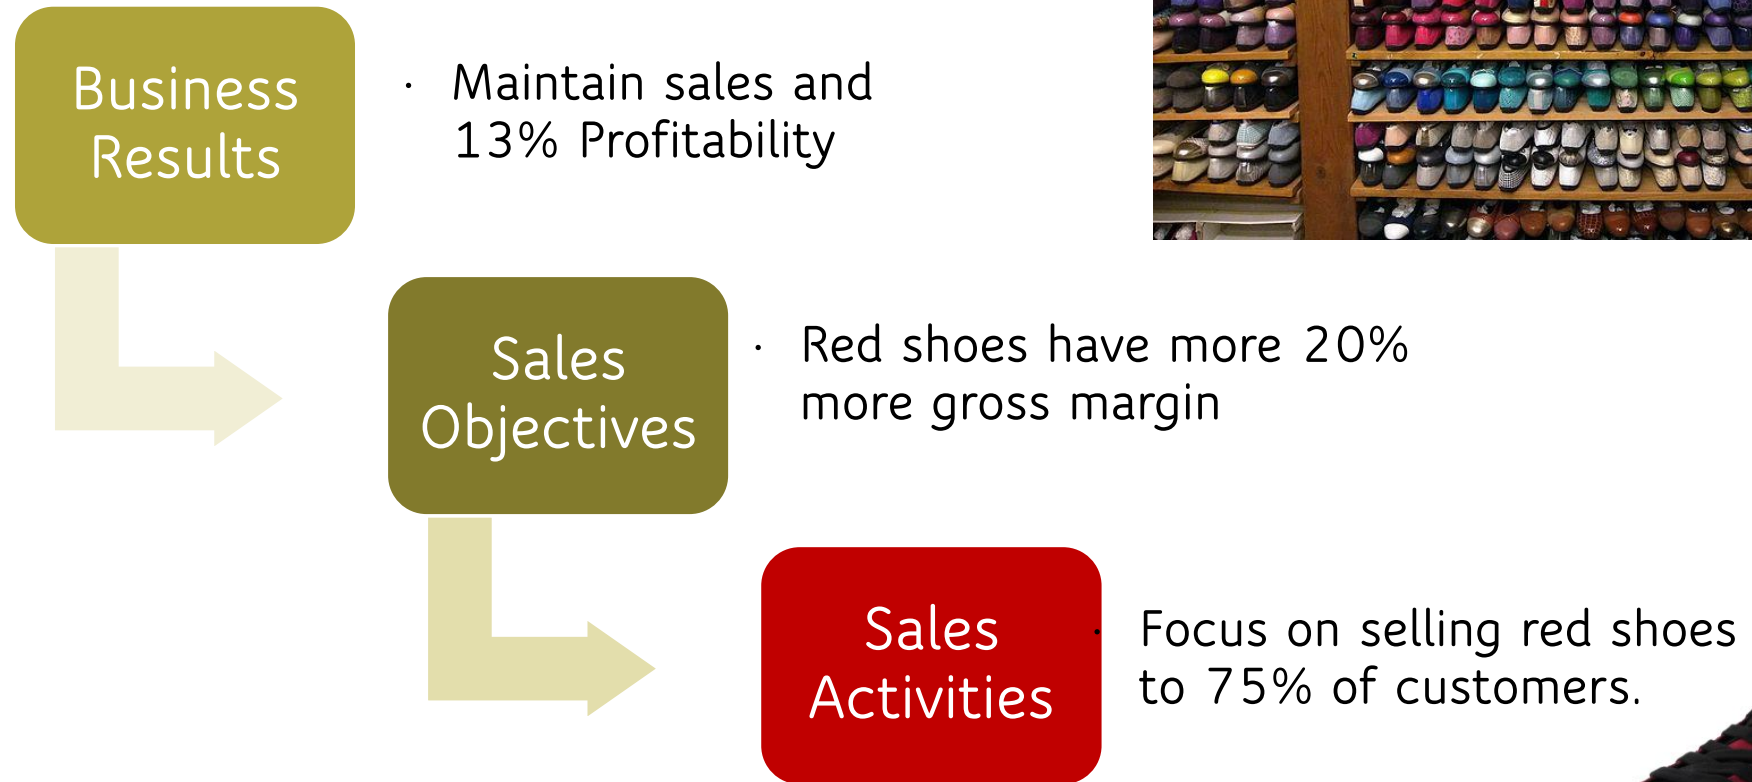 Business
Results
· Maintain sales and
13% Profitability
Sales
Objectives
· Red shoes have more 20%
more gross margin
Sales
Activities
· Focus on selling red shoes
to 75% of customers.